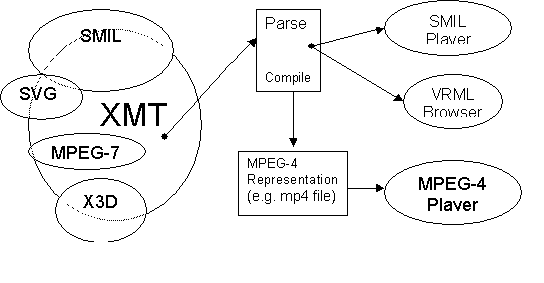 SMIL
SVG
XMT
MPEG-7
X3D
Parse
Compile
MPEG-4
Representation
(e.g. mp4 file)
SMIL
Player
VRML
Browser
MPEG-4
Player